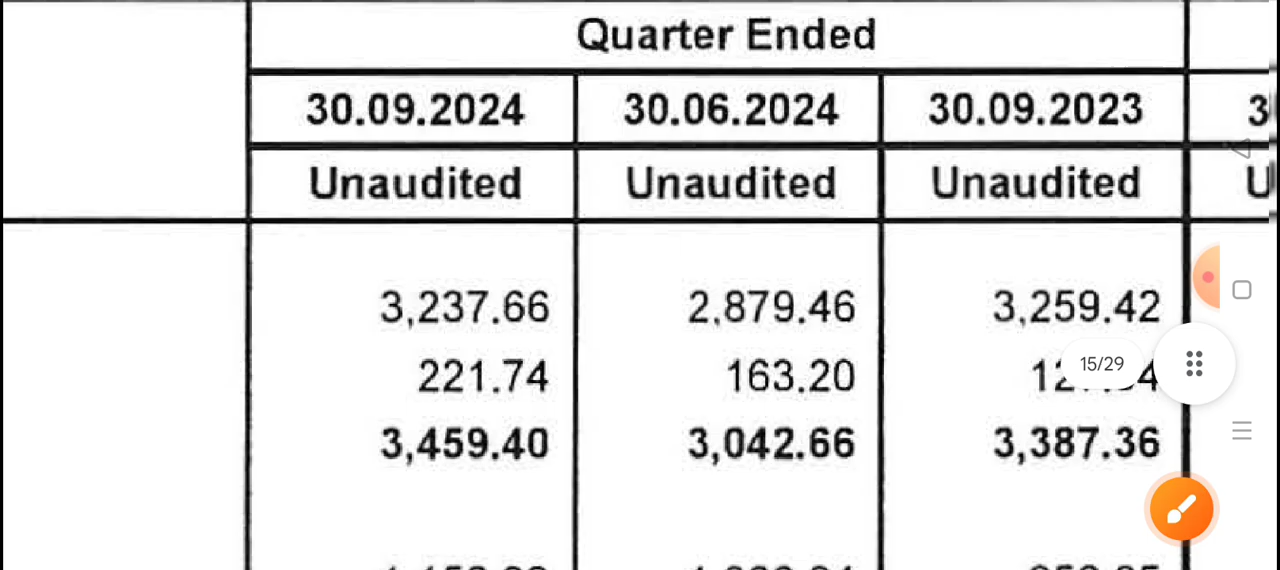 Quarter Ended
30.09.2024 30.06.2024 30.09.2023
Unaudited Unaudited Unaudited
3,237.66 2,879.46 3,259.42
221.74 163.20
15/29
3,459.40 3,042.66 3,387.36